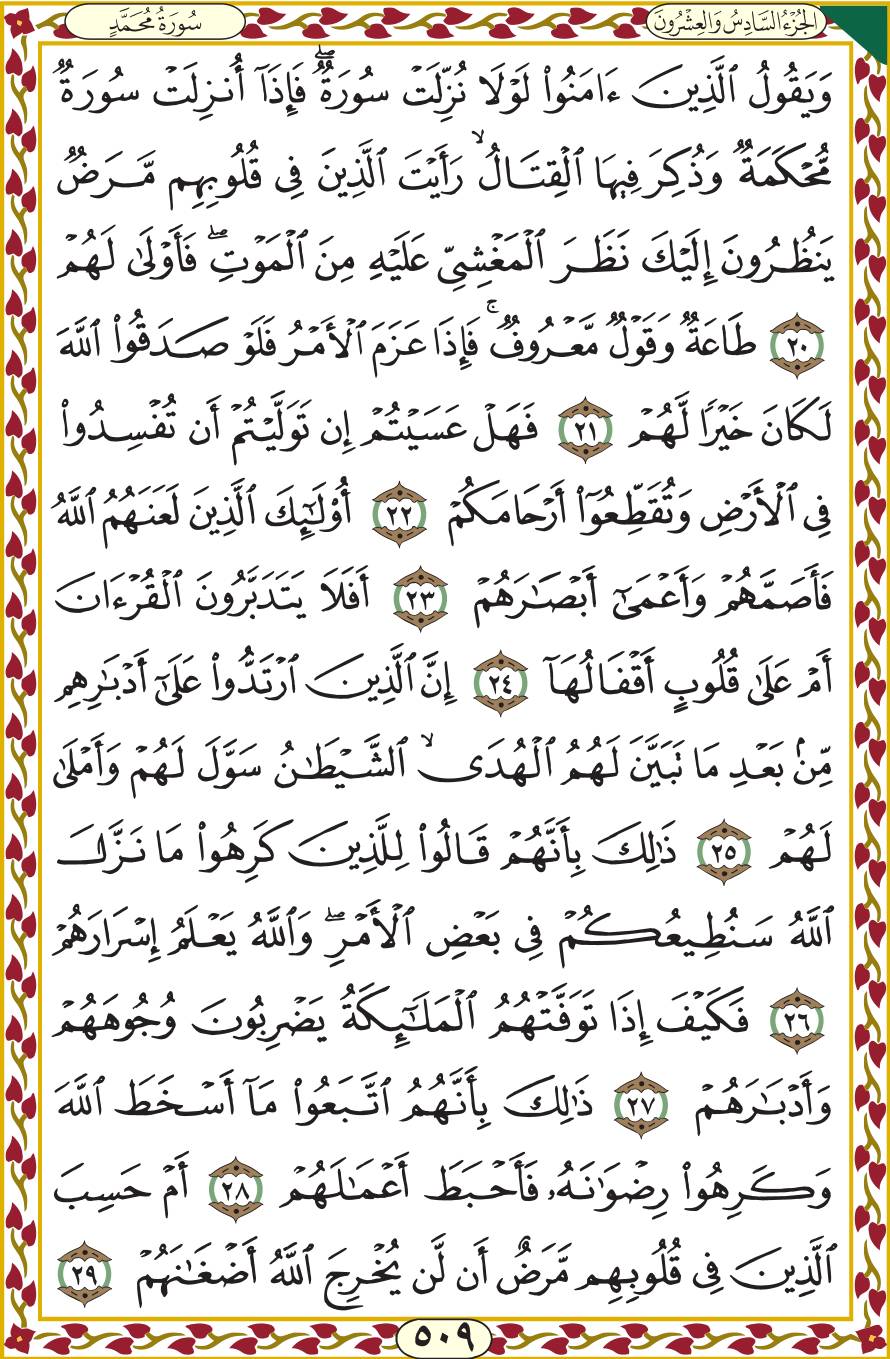 الجُزْءُ السَّادِسُ وَالعِشْرُونَ
سُورَةُ مُحَمَّدٍ
وَيَقُولُ ٱلَّذِينَ ءَامَنُوا۟ لَوْلَا نُزِّلَتْ سُورَةٌ ۖ فَإِذَآ أُنزِلَتْ سُورَةٌ
مُّحْكَمَةٌ وَذُكِرَ فِيهَا ٱلْقِتَالُ ۙ رَأَيْتَ ٱلَّذِينَ فِى قُلُوبِهِم مَّرَضٌ
يَنظُرُونَ إِلَيْكَ نَظَرَ ٱلْمَغْشِىِّ عَلَيْهِ مِنَ ٱلْمَوْتِ ۖ فَأَوْلَىٰ لَهُمْ
٢٠ طَاعَةٌ وَقَوْلٌ مَّعْرُوفٌ ۚ فَإِذَا عَزَمَ ٱلْأَمْرُ فَلَوْ صَدَقُوا۟ ٱللَّهَ
لَكَانَ خَيْرًا لَّهُمْ ٢١ فَهَلْ عَسَيْتُمْ إِن تَوَلَّيْتُمْ أَن تُفْسِدُوا۟
فِى ٱلْأَرْضِ وَتُقَطِّعُوٓا۟ أَرْحَامَكُمْ ٢٢ أُو۟لَـٰٓئِكَ ٱلَّذِينَ لَعَنَهُمُ ٱللَّهُ
فَأَصَمَّهُمْ وَأَعْمَىٰٓ أَبْصَـٰرَهُمْ ٢٣ أَفَلَا يَتَدَبَّرُونَ ٱلْقُرْءَانَ
أَمْ عَلَىٰ قُلُوبٍ أَقْفَالُهَآ ٢٤ إِنَّ ٱلَّذِينَ ٱرْتَدُّوا۟ عَلَىٰٓ أَدْبَـٰرِهِم
مِّنۢ بَعْدِ مَا تَبَيَّنَ لَهُمُ ٱلْهُدَى ۙ ٱلشَّيْطَـٰنُ سَوَّلَ لَهُمْ وَأَمْلَىٰ
لَهُمْ ٢٥ ذَٰلِكَ بِأَنَّهُمْ قَالُوا۟ لِلَّذِينَ كَرِهُوا۟ مَا نَزَّلَ
ٱللَّهُ سَنُطِيعُكُمْ فِى بَعْضِ ٱلْأَمْرِ ۖ وَٱللَّهُ يَعْلَمُ إِسْرَارَهُمْ
٢٦ فَكَيْفَ إِذَا تَوَفَّتْهُمُ ٱلْمَلَـٰٓئِكَةُ يَضْرِبُونَ وُجُوهَهُمْ
وَأَدْبَـٰرَهُمْ ٢٧ ذَٰلِكَ بِأَنَّهُمُ ٱتَّبَعُوا۟ مَآ أَسْخَطَ ٱللَّهَ
وَكَرِهُوا۟ رِضْوَٰنَهُۥ فَأَحْبَطَ أَعْمَـٰلَهُمْ ٢٨ أَمْ حَسِبَ
ٱلَّذِينَ فِى قُلُوبِهِم مَّرَضٌ أَن لَّن يُخْرِجَ ٱللَّهُ أَضْغَـٰنَهُمْ ٢٩
٥٠٩